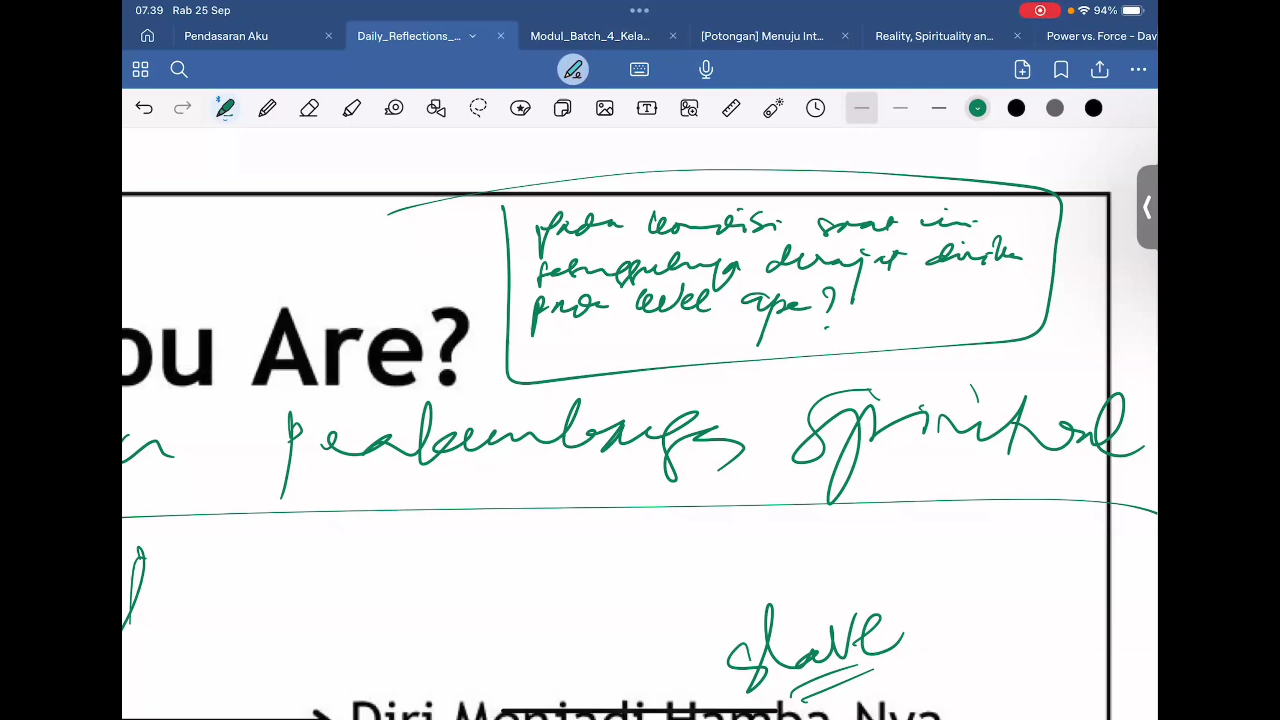 07.39 Rab 25 Sep
94%
Pendasaran Aku
Daily_Reflections_...
Modul_Batch_4_Kela...
[Potongan] Menuju Int...
Reality, Spirituality an...
Power vs. Force – Dav
pada kondisi saat ini
sesungguhnya derajat diriku
pada level apa?
ou Are?
an perkembangan spiritual
slave
→ Diri Menjadi Hamba-Nya